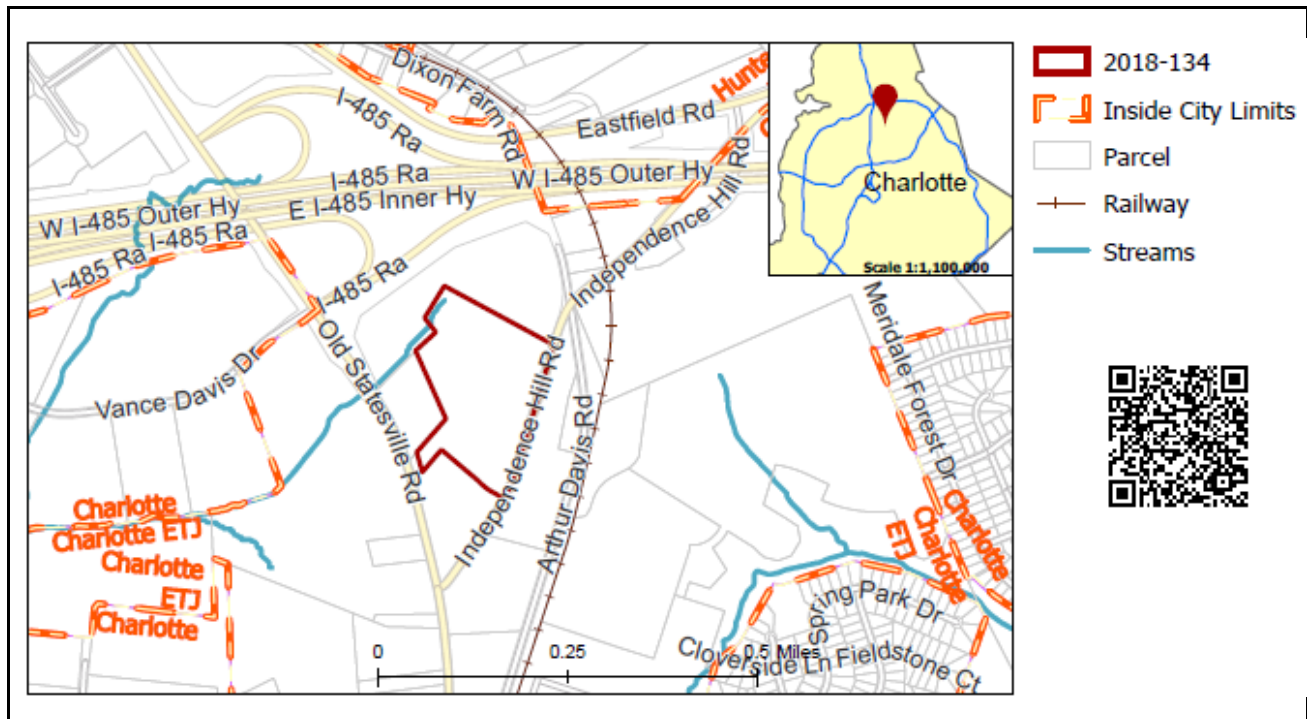 Dixon Farm Rd
I-485 Ra
Eastfield Rd
Hunte
I-485 Ra
W I-485 Outer Hy
W I-485 Outer Hy
E I-485 Inner Hy
I-485 Ra
I-485 Ra
I-485 Ra
Independence Hill Rd
Charlotte
Scale 1:1,100,000
Old Statesville Rd
Vance Davis Dr
Independence Hill Rd
Arthur Davis Rd
Meridale Forest Dr
Charlotte
Charlotte ETJ
Charlotte
ETJ
Charlotte
Charlotte
Charlotte
ETJ
Spring Park Dr
Cloverside Ln
Fieldstone Ct
0
0.25
0.5 Miles
2018-134
Inside City Limits
Parcel
Railway
Streams